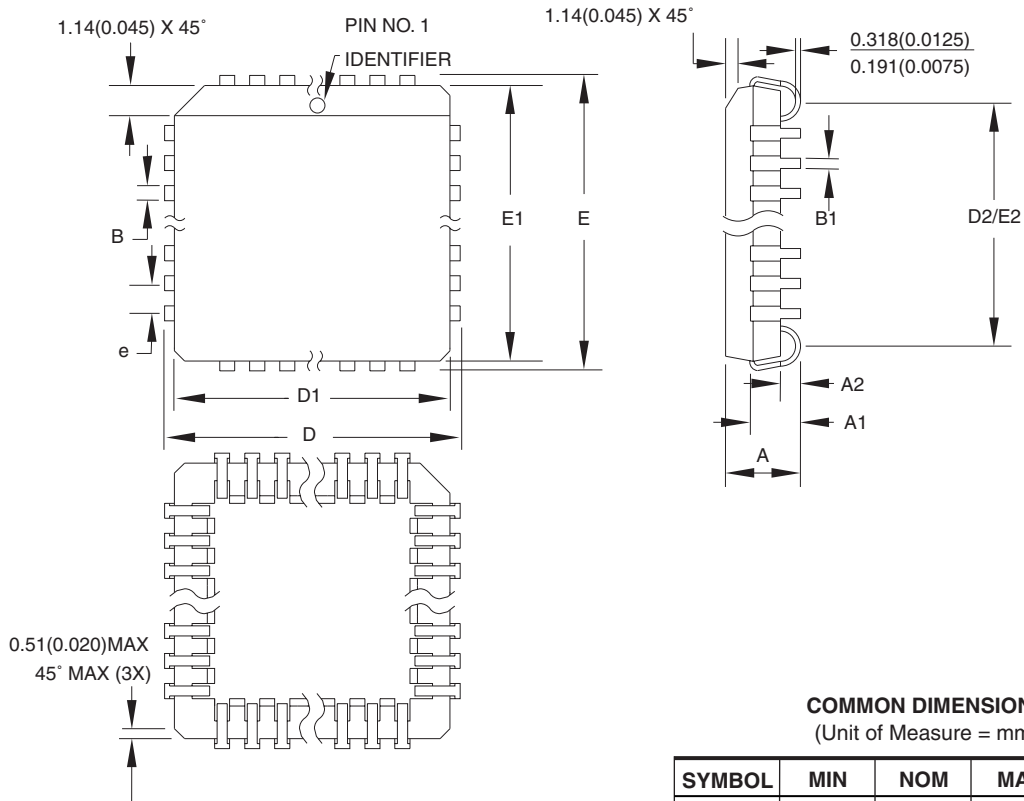 1.14(0.045) X 45˚
PIN NO. 1
IDENTIFIER
1.14(0.045) X 45˚
0.318(0.0125)
0.191(0.0075)
B
e
E1
E
B1
D2/E2
D1
D
A2
A1
A
0.51(0.020)MAX
45˚ MAX (3X)
COMMON DIMENSION
(Unit of Measure = mm
SYMBOL MIN NOM MA